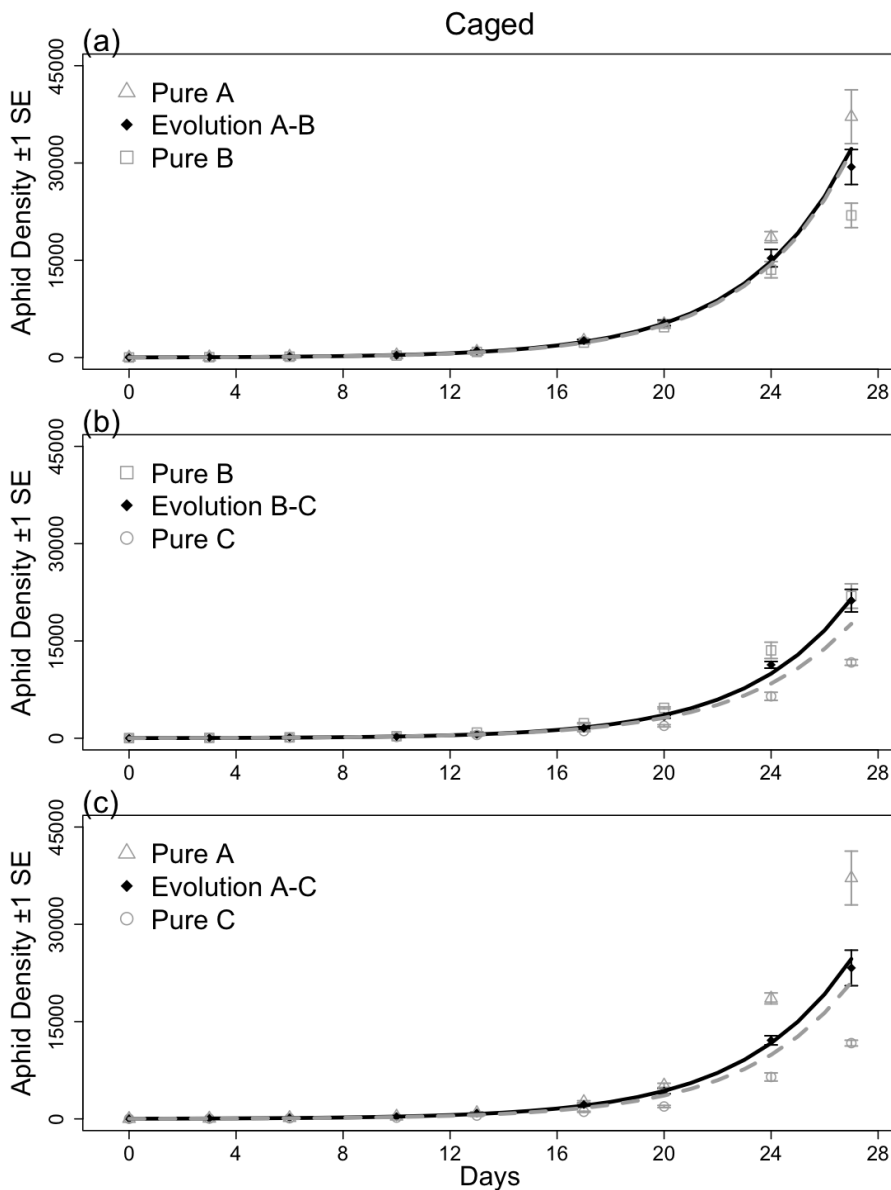 Caged
(a)
Aphid Density ±1 SE
0 15000 30000 45000
Pure A
Evolution A-B
Pure B
0 4 8 12 16 20 24 28
(b)
Aphid Density ±1 SE
0 15000 30000 45000
Pure B
Evolution B-C
Pure C
0 4 8 12 16 20 24 28
(c)
Aphid Density ±1 SE
0 15000 30000 45000
Pure A
Evolution A-C
Pure C
0 4 8 12 16 20 24 28
Days